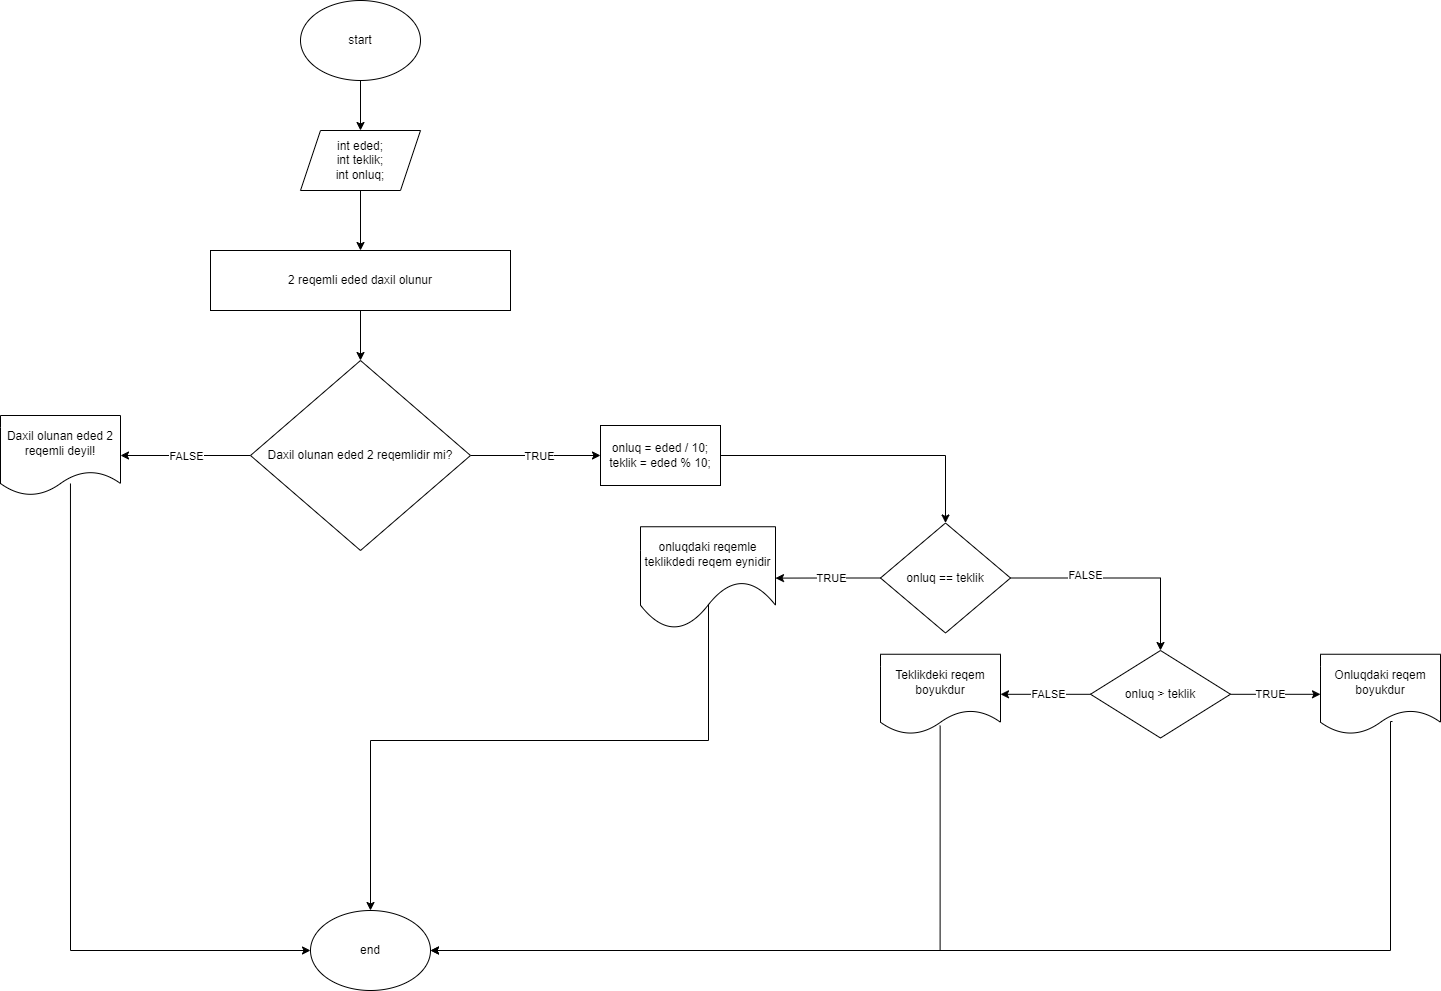 start
int eded;
int teklik;
int onluq;
2 reqemli eded daxil olunur
Daxil olunan eded 2
reqemli deyil!
FALSE
Daxil olunan eded 2 reqemlidir mi?
TRUE
onluq = eded / 10;
teklik = eded % 10;
onluqdaki reqemle
teklikdedi reqem eynidir
TRUE
onluq == teklik
FALSE
Teklikdeki reqem
boyukdur
FALSE
onluq > teklik
TRUE
Onluqdaki reqem
boyukdur
end